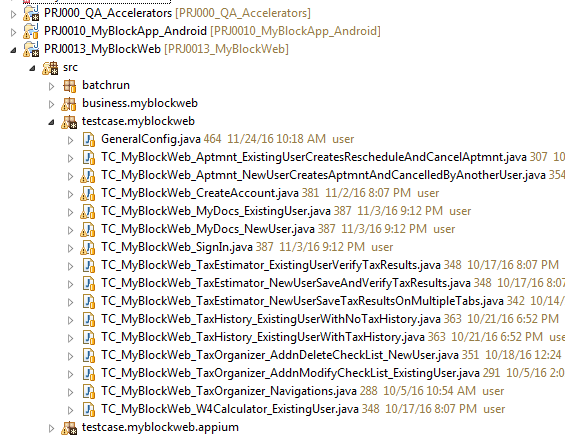 PRJ000_QA_Accelerators [PRJ000_QA_Accelerators]
PRJ0010_MyBlockApp_Android [PRJ0010_MyBlockApp_Android]
PRJ0013_MyBlockWeb [PRJ0013_MyBlockWeb]
src
batchrun
business.myblockweb
testcase.myblockweb
GeneralConfig.java 464 11/24/16 10:18 AM user
TC_MyBlockWeb_Aptmnt_ExistingUserCreatesRescheduleAndCancelAptmnt.java 307 10
TC_MyBlockWeb_Aptmnt_NewUserCreatesAptmntAndCancelledByAnotherUser.java 354
TC_MyBlockWeb_CreateAccount.java 381 11/2/16 8:07 PM user
TC_MyBlockWeb_MyDocs_ExistingUser.java 387 11/3/16 9:12 PM user
TC_MyBlockWeb_MyDocs_NewUser.java 387 11/3/16 9:12 PM user
TC_MyBlockWeb_SignIn.java 387 11/3/16 9:12 PM user
TC_MyBlockWeb_TaxEstimator_ExistingUserVerifyTaxResults.java 348 10/17/16 8:07 PM
TC_MyBlockWeb_TaxEstimator_NewUserSaveAndVerifyTaxResults.java 348 10/17/16 8:07 P
TC_MyBlockWeb_TaxEstimator_NewUserSaveTaxResultsOnMultipleTabs.java 342 10/14/
TC_MyBlockWeb_TaxHistory_ExistingUserWithNoTaxHistory.java 363 10/21/16 6:52 PM
TC_MyBlockWeb_TaxHistory_ExistingUserWithTaxHistory.java 363 10/21/16 6:52 PM user
TC_MyBlockWeb_TaxOrganizer_AddnDeleteCheckList_NewUser.java 351 10/18/16 12:24
TC_MyBlockWeb_TaxOrganizer_AddnModifyCheckList_ExistingUser.java 291 10/5/16 2:0
TC_MyBlockWeb_TaxOrganizer_Navigations.java 288 10/5/16 10:54 AM user
TC_MyBlockWeb_W4Calculator_ExistingUser.java 348 10/17/16 8:07 PM user
testcase.myblockweb.appium